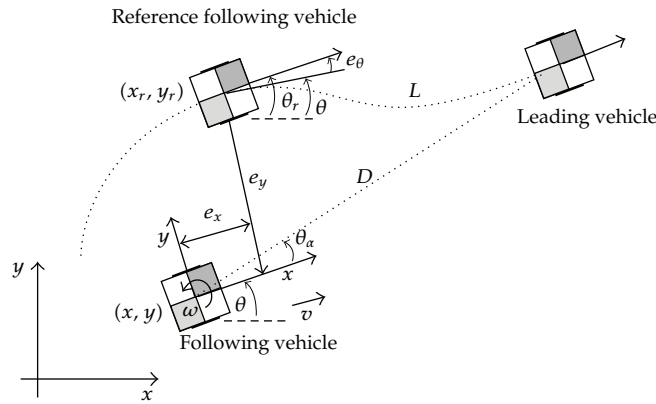 Reference following vehicle
e_θ
(x_r, y_r)
θ_r
θ
L
Leading vehicle
e_y
D
e_x
y
θ_α
x
y
θ
(x, y)
ω
v
Following vehicle
x